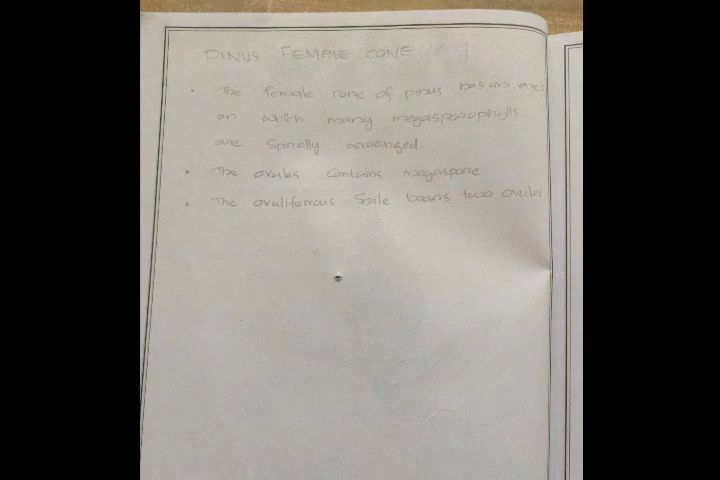 PINUS FEMALE CONE
• The female cone of pinus has an axis
on which many megasporophylls
are Spirally arranged.
• The ovules contains megaspore
• The ovuliferous Scale bears two ovules